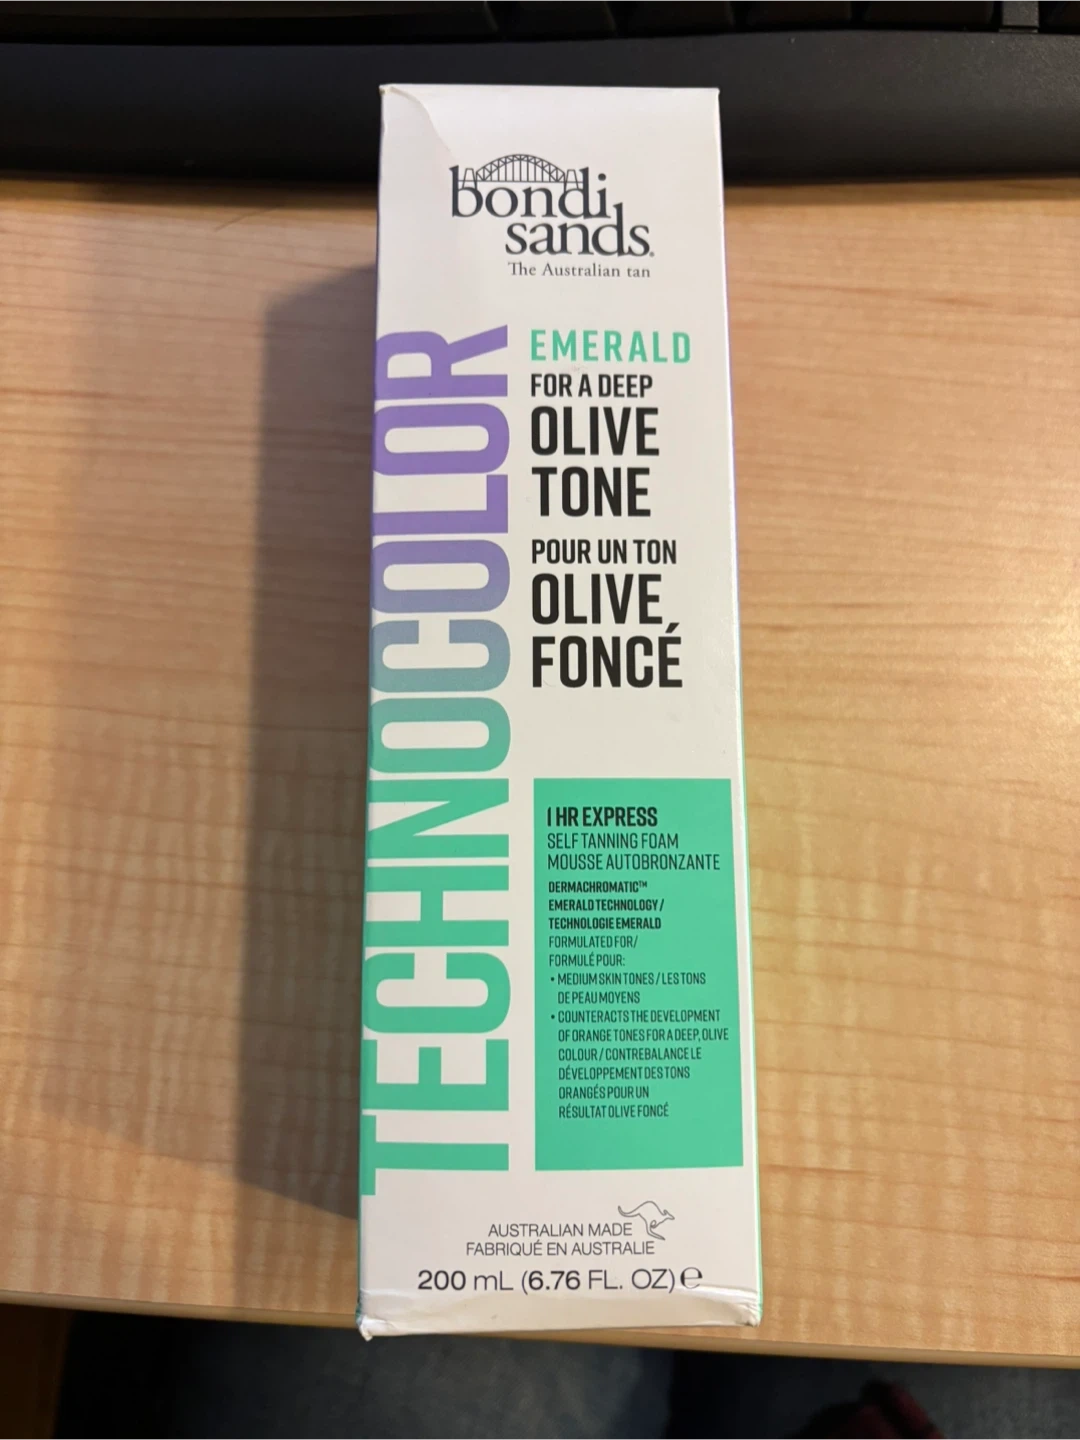 bondi
sands.
The Australian tan
TECHNOCOLOR
EMERALD
FOR A DEEP
OLIVE
TONE
POUR UN TON
OLIVE
FONCÉ
1 HR EXPRESS
SELF TANNING FOAM
MOUSSE AUTOBRONZANTE
DERMACHROMATIC™
EMERALD TECHNOLOGY /
TECHNOLOGIE EMERALD
FORMULATED FOR/
FORMULÉ POUR:
• MEDIUM SKIN TONES / LES TONS
DE PEAU MOYENS
• COUNTERACTS THE DEVELOPMENT
OF ORANGE TONES FOR A DEEP, OLIVE
COLOUR / CONTREBALANCE LE
DÉVELOPPEMENT DES TONS
ORANGÉS POUR UN
RÉSULTAT OLIVE FONCÉ
AUSTRALIAN MADE
FABRIQUÉ EN AUSTRALIE
200 mL (6.76 FL. OZ) ℮